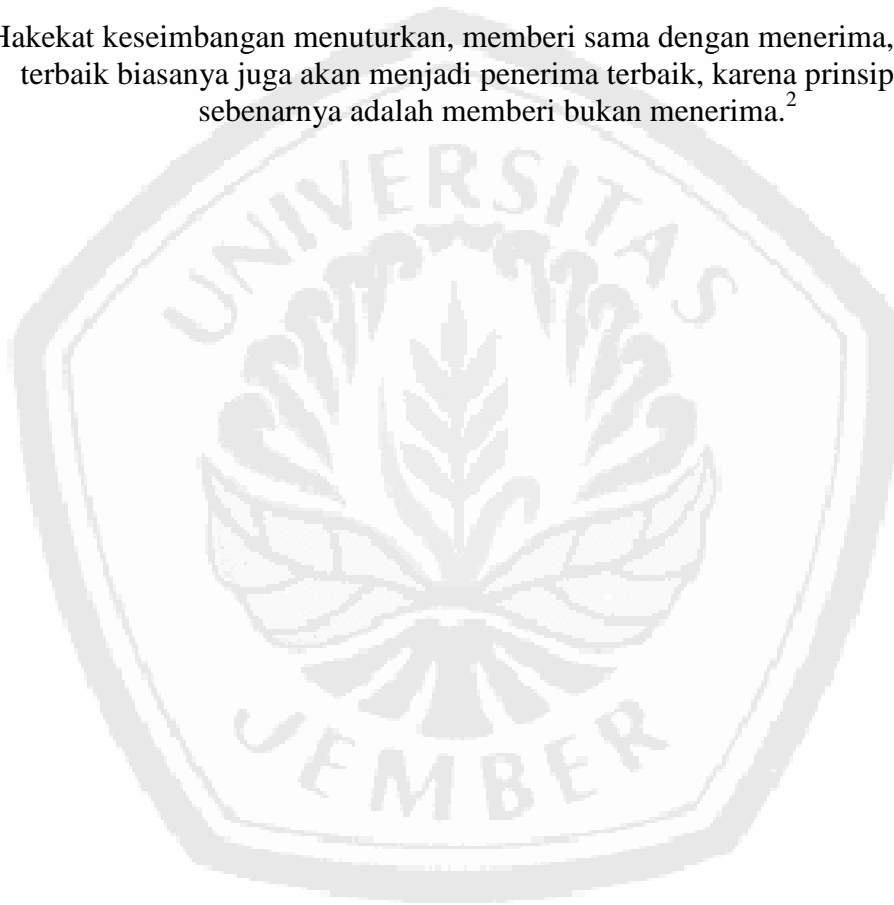 Hakekat keseimbangan menuturkan, memberi sama dengan menerima,
terbaik biasanya juga akan menjadi penerima terbaik, karena prinsip
sebenarnya adalah memberi bukan menerima.²
UNIVERSITAS
JEMBER